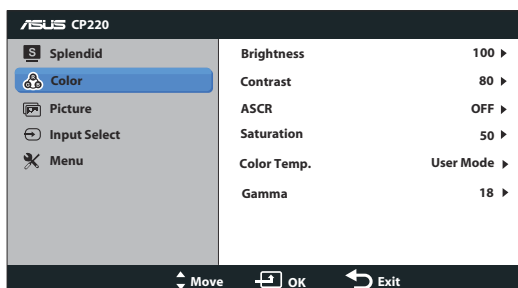 ASUS CP220
S Splendid
Color
Picture
Input Select
Menu
Brightness 100
Contrast 80
ASCR OFF
Saturation 50
Color Temp. User Mode
Gamma 18
Move OK Exit